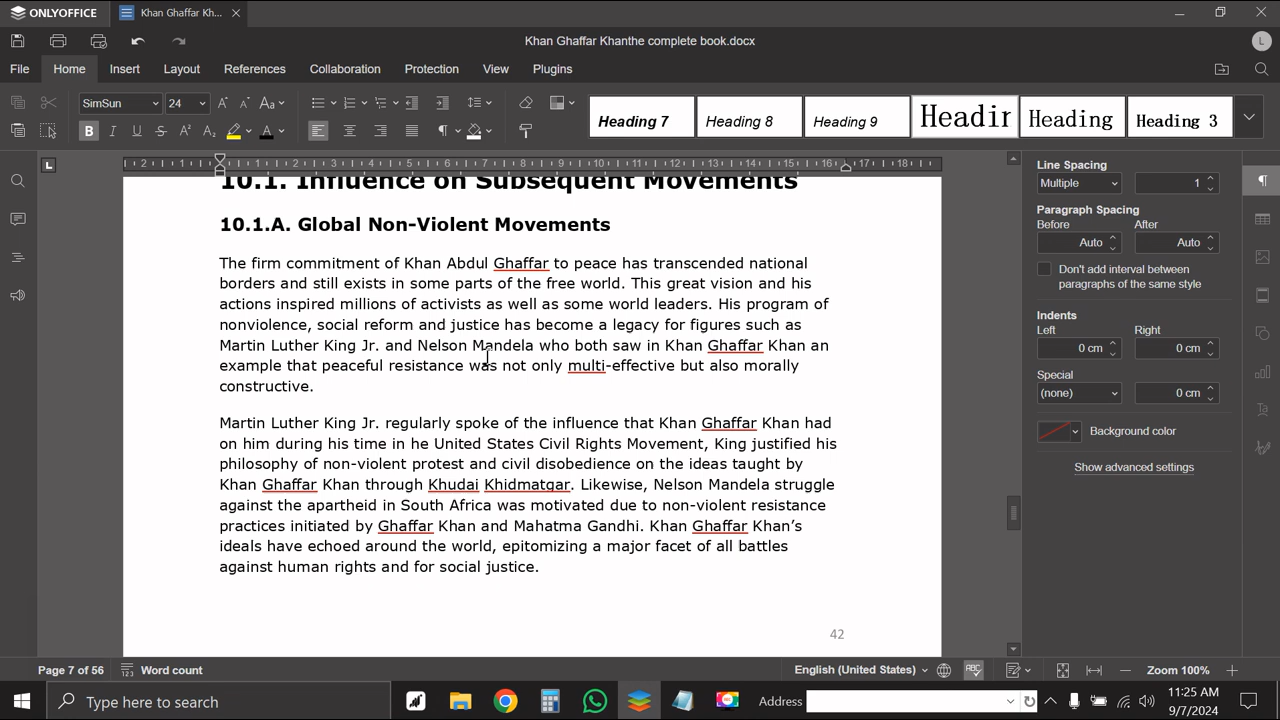 ONLYOFFICE
Khan Ghaffar Kh...
Khan Ghaffar Khanthe complete book.docx
L
File Home Insert Layout References Collaboration Protection View Plugins
SimSun 24
Heading 7 Heading 8 Heading 9 Headir Heading Heading 3
10.1. Influence on Subsequent Movements
10.1.A. Global Non-Violent Movements
The firm commitment of Khan Abdul Ghaffar to peace has transcended national
borders and still exists in some parts of the free world. This great vision and his
actions inspired millions of activists as well as some world leaders. His program of
nonviolence, social reform and justice has become a legacy for figures such as
Martin Luther King Jr. and Nelson Mandela who both saw in Khan Ghaffar Khan an
example that peaceful resistance was not only multi-effective but also morally
constructive.
Martin Luther King Jr. regularly spoke of the influence that Khan Ghaffar Khan had
on him during his time in he United States Civil Rights Movement, King justified his
philosophy of non-violent protest and civil disobedience on the ideas taught by
Khan Ghaffar Khan through Khudai Khidmatgar. Likewise, Nelson Mandela struggle
against the apartheid in South Africa was motivated due to non-violent resistance
practices initiated by Ghaffar Khan and Mahatma Gandhi. Khan Ghaffar Khan's
ideals have echoed around the world, epitomizing a major facet of all battles
against human rights and for social justice.
42
Line Spacing
Multiple 1
Paragraph Spacing
Before After
Auto Auto
Don't add interval between
paragraphs of the same style
Indents
Left Right
0 cm 0 cm
Special
(none) 0 cm
Background color
Show advanced settings
Page 7 of 56 Word count English (United States) Zoom 100%
Type here to search
Address
11:25 AM
9/7/2024